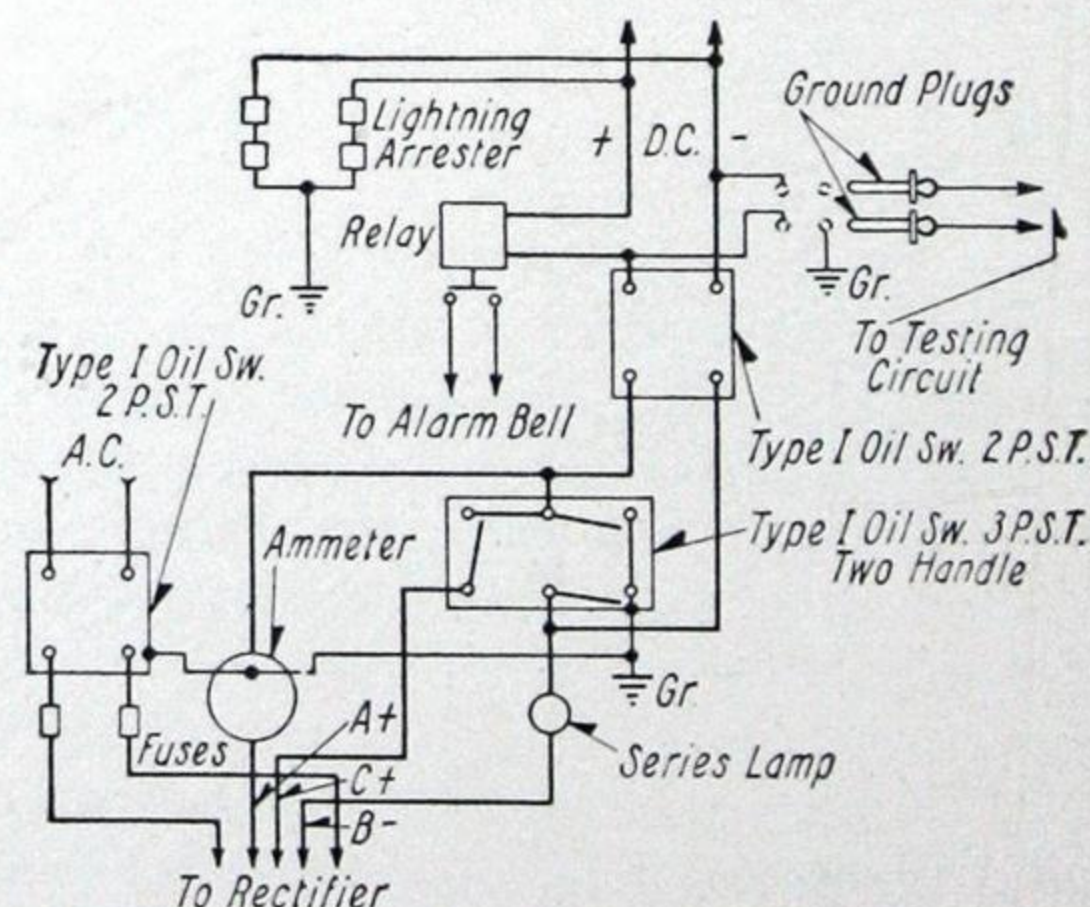 Ground Plugs
Lightning
Arrester
+ D.C. -
Relay
Gr.
Gr.
To Testing
Circuit
Type I Oil Sw.
2 P.S.T.
A.C.
To Alarm Bell
Type I Oil Sw. 2 P.S.T.
Ammeter
Type I Oil Sw. 3 P.S.T.
Two Handle
Gr.
A+
Fuses
Series Lamp
C+
B-
To Rectifier